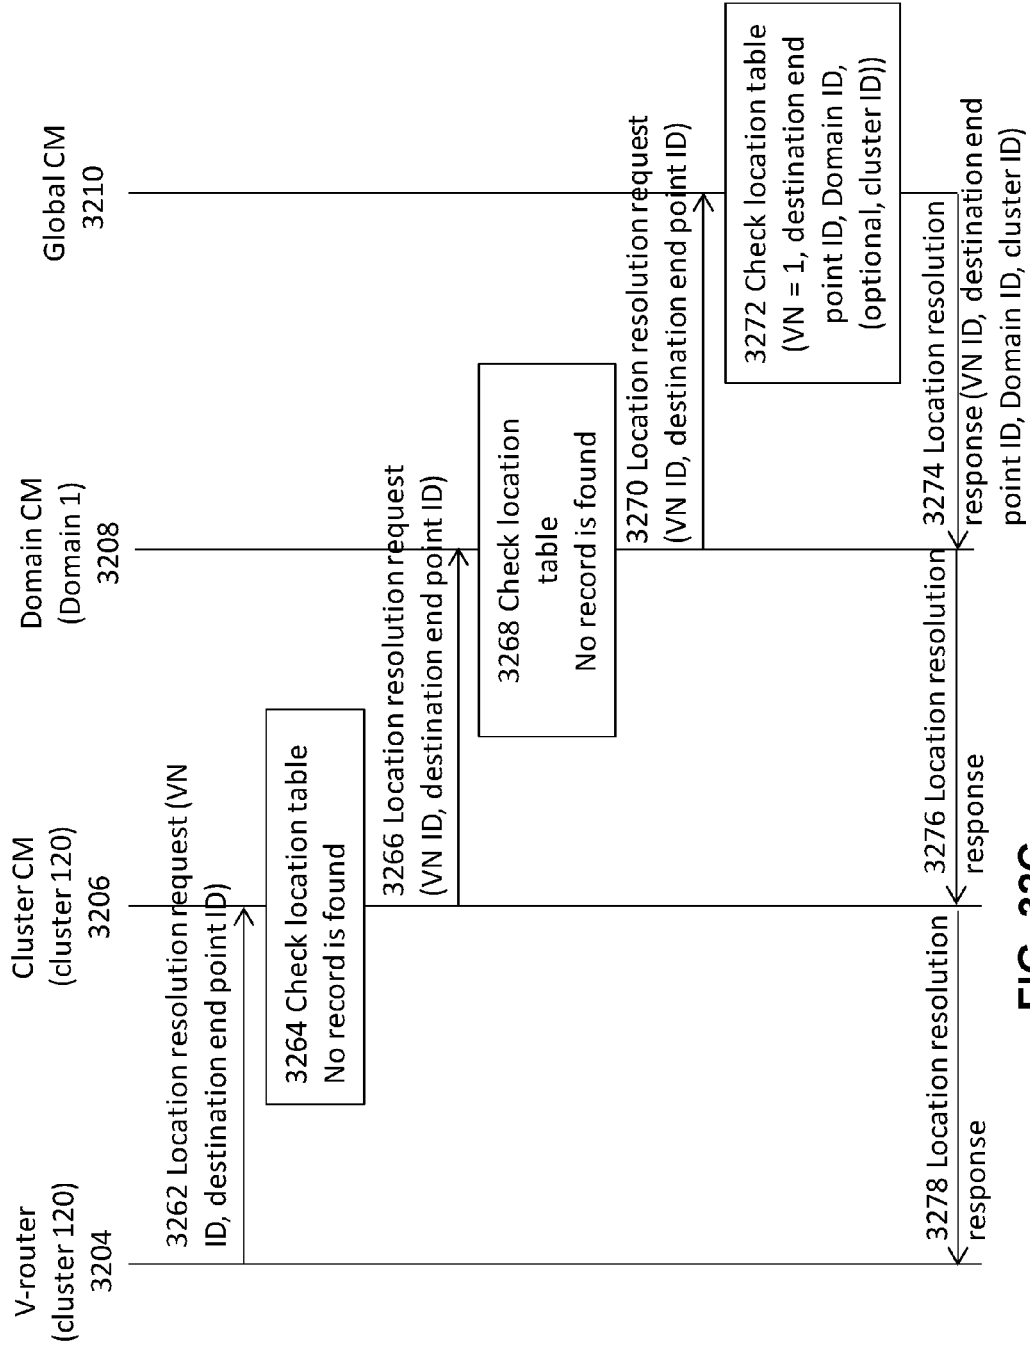 V-router
(cluster 120)
3204
Cluster CM
(cluster 120)
3206
Domain CM
(Domain 1)
3208
Global CM
3210
3262 Location resolution request (VN
ID, destination end point ID)
3264 Check location table
No record is found
3266 Location resolution request
(VN ID, destination end point ID)
3268 Check location
table
No record is found
3270 Location resolution request
(VN ID, destination end point ID)
3272 Check location table
(VN = 1, destination end
point ID, Domain ID,
(optional, cluster ID))
3274 Location resolution
response (VN ID, destination end
point ID, Domain ID, cluster ID)
3276 Location resolution
response
3278 Location resolution
response